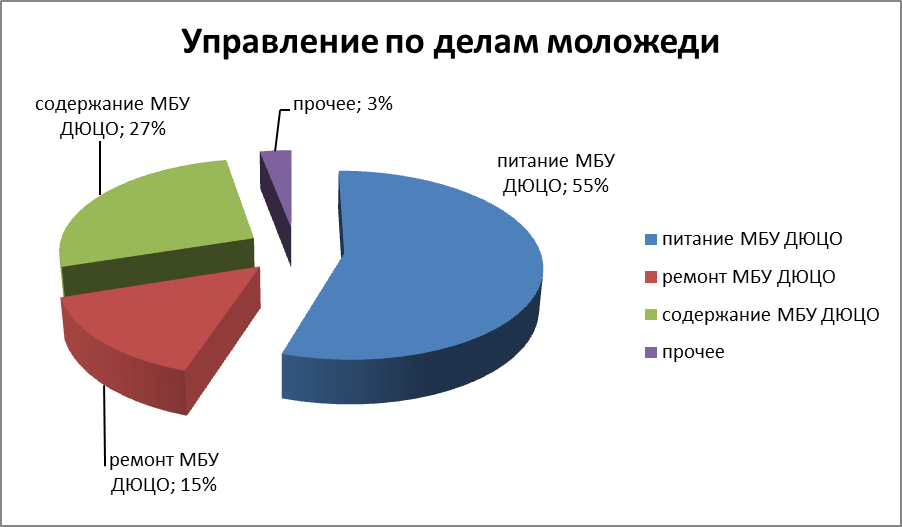 Управление по делам моложеди
содержание МБУ
ДЮЦО; 27%
прочее; 3%
питание МБУ
ДЮЦО; 55%
ремонт МБУ
ДЮЦО; 15%
питание МБУ ДЮЦО
ремонт МБУ ДЮЦО
содержание МБУ ДЮЦО
прочее